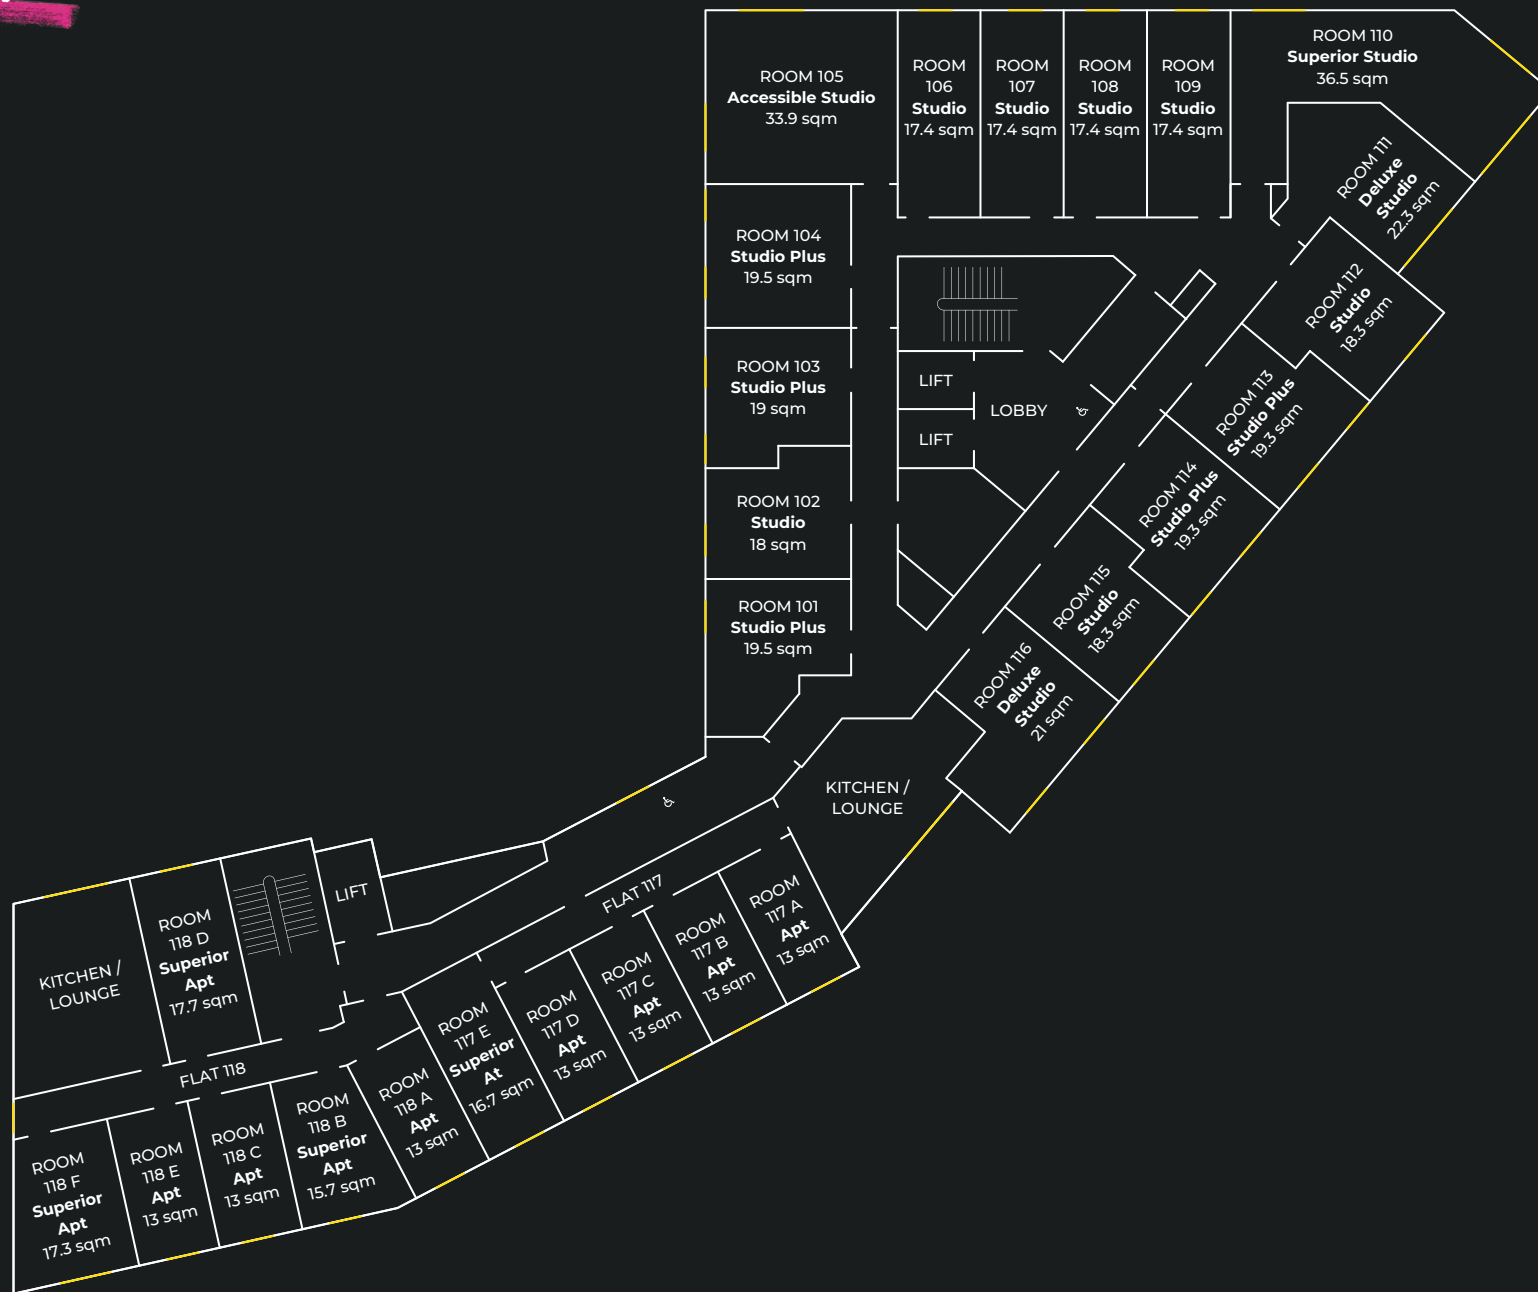 ROOM 105
Accessible Studio
33.9 sqm
ROOM
106
Studio
17.4 sqm
ROOM
107
Studio
17.4 sqm
ROOM
108
Studio
17.4 sqm
ROOM
109
Studio
17.4 sqm
ROOM 110
Superior Studio
36.5 sqm
ROOM 111
Deluxe
Studio
22.3 sqm
ROOM 104
Studio Plus
19.5 sqm
ROOM 112
Studio
18.3 sqm
ROOM 103
Studio Plus
19 sqm
LIFT
LOBBY
LIFT
ROOM 113
Studio Plus
19.3 sqm
ROOM 102
Studio
18 sqm
ROOM 114
Studio Plus
19.3 sqm
ROOM 101
Studio Plus
19.5 sqm
ROOM 115
Studio
18.3 sqm
ROOM 116
Deluxe
Studio
21 sqm
KITCHEN /
LOUNGE
LIFT
FLAT 117
ROOM
117 A
Apt
13 sqm
ROOM
117 B
Apt
13 sqm
ROOM
117 C
Apt
13 sqm
ROOM
117 D
Apt
13 sqm
ROOM
117 E
Superior
At
16.7 sqm
KITCHEN /
LOUNGE
ROOM
118 D
Superior
Apt
17.7 sqm
FLAT 118
ROOM
118 A
Apt
13 sqm
ROOM
118 B
Superior
Apt
15.7 sqm
ROOM
118 C
Apt
13 sqm
ROOM
118 E
Apt
13 sqm
ROOM
118 F
Superior
Apt
17.3 sqm